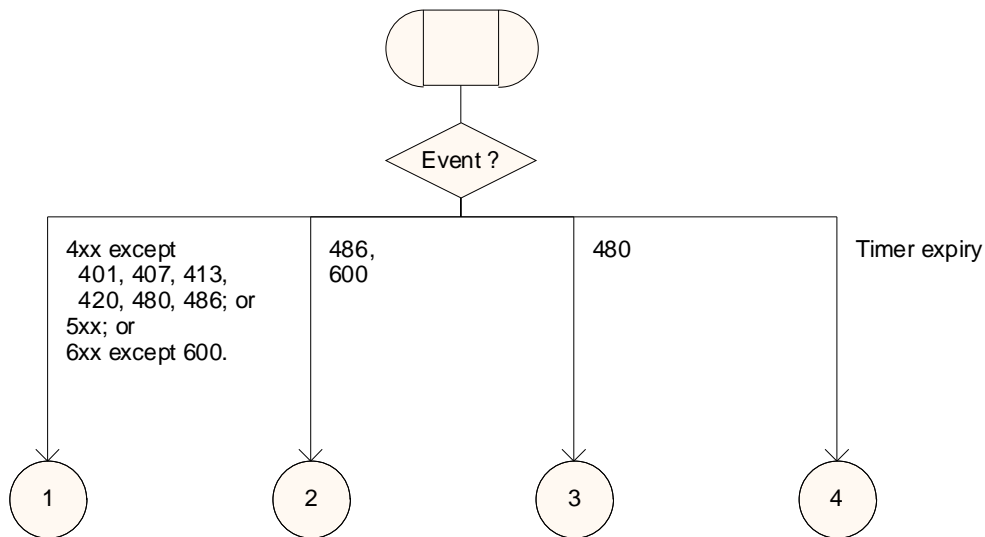 Event ?
4xx except
401, 407, 413,
420, 480, 486; or
5xx; or
6xx except 600.
486,
600
480
Timer expiry
1
2
3
4